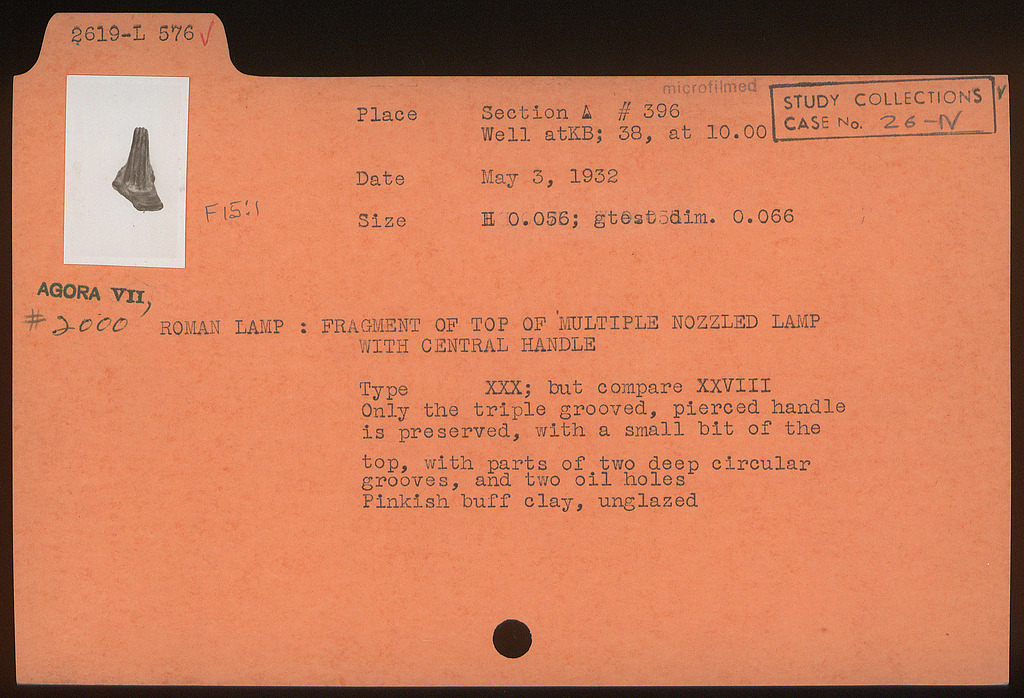 2619-L 576
microfilmed
STUDY COLLECTIONS
CASE No. 26-IV
Place Section Δ # 396
Well atKB; 38, at 10.00
Date May 3, 1932
F15:1
Size H 0.056; gtest dim. 0.066
AGORA VII,
# 2000
ROMAN LAMP : FRAGMENT OF TOP OF MULTIPLE NOZZLED LAMP
WITH CENTRAL HANDLE
Type XXX; but compare XXVIII
Only the triple grooved, pierced handle
is preserved, with a small bit of the
top, with parts of two deep circular
grooves, and two oil holes
Pinkish buff clay, unglazed